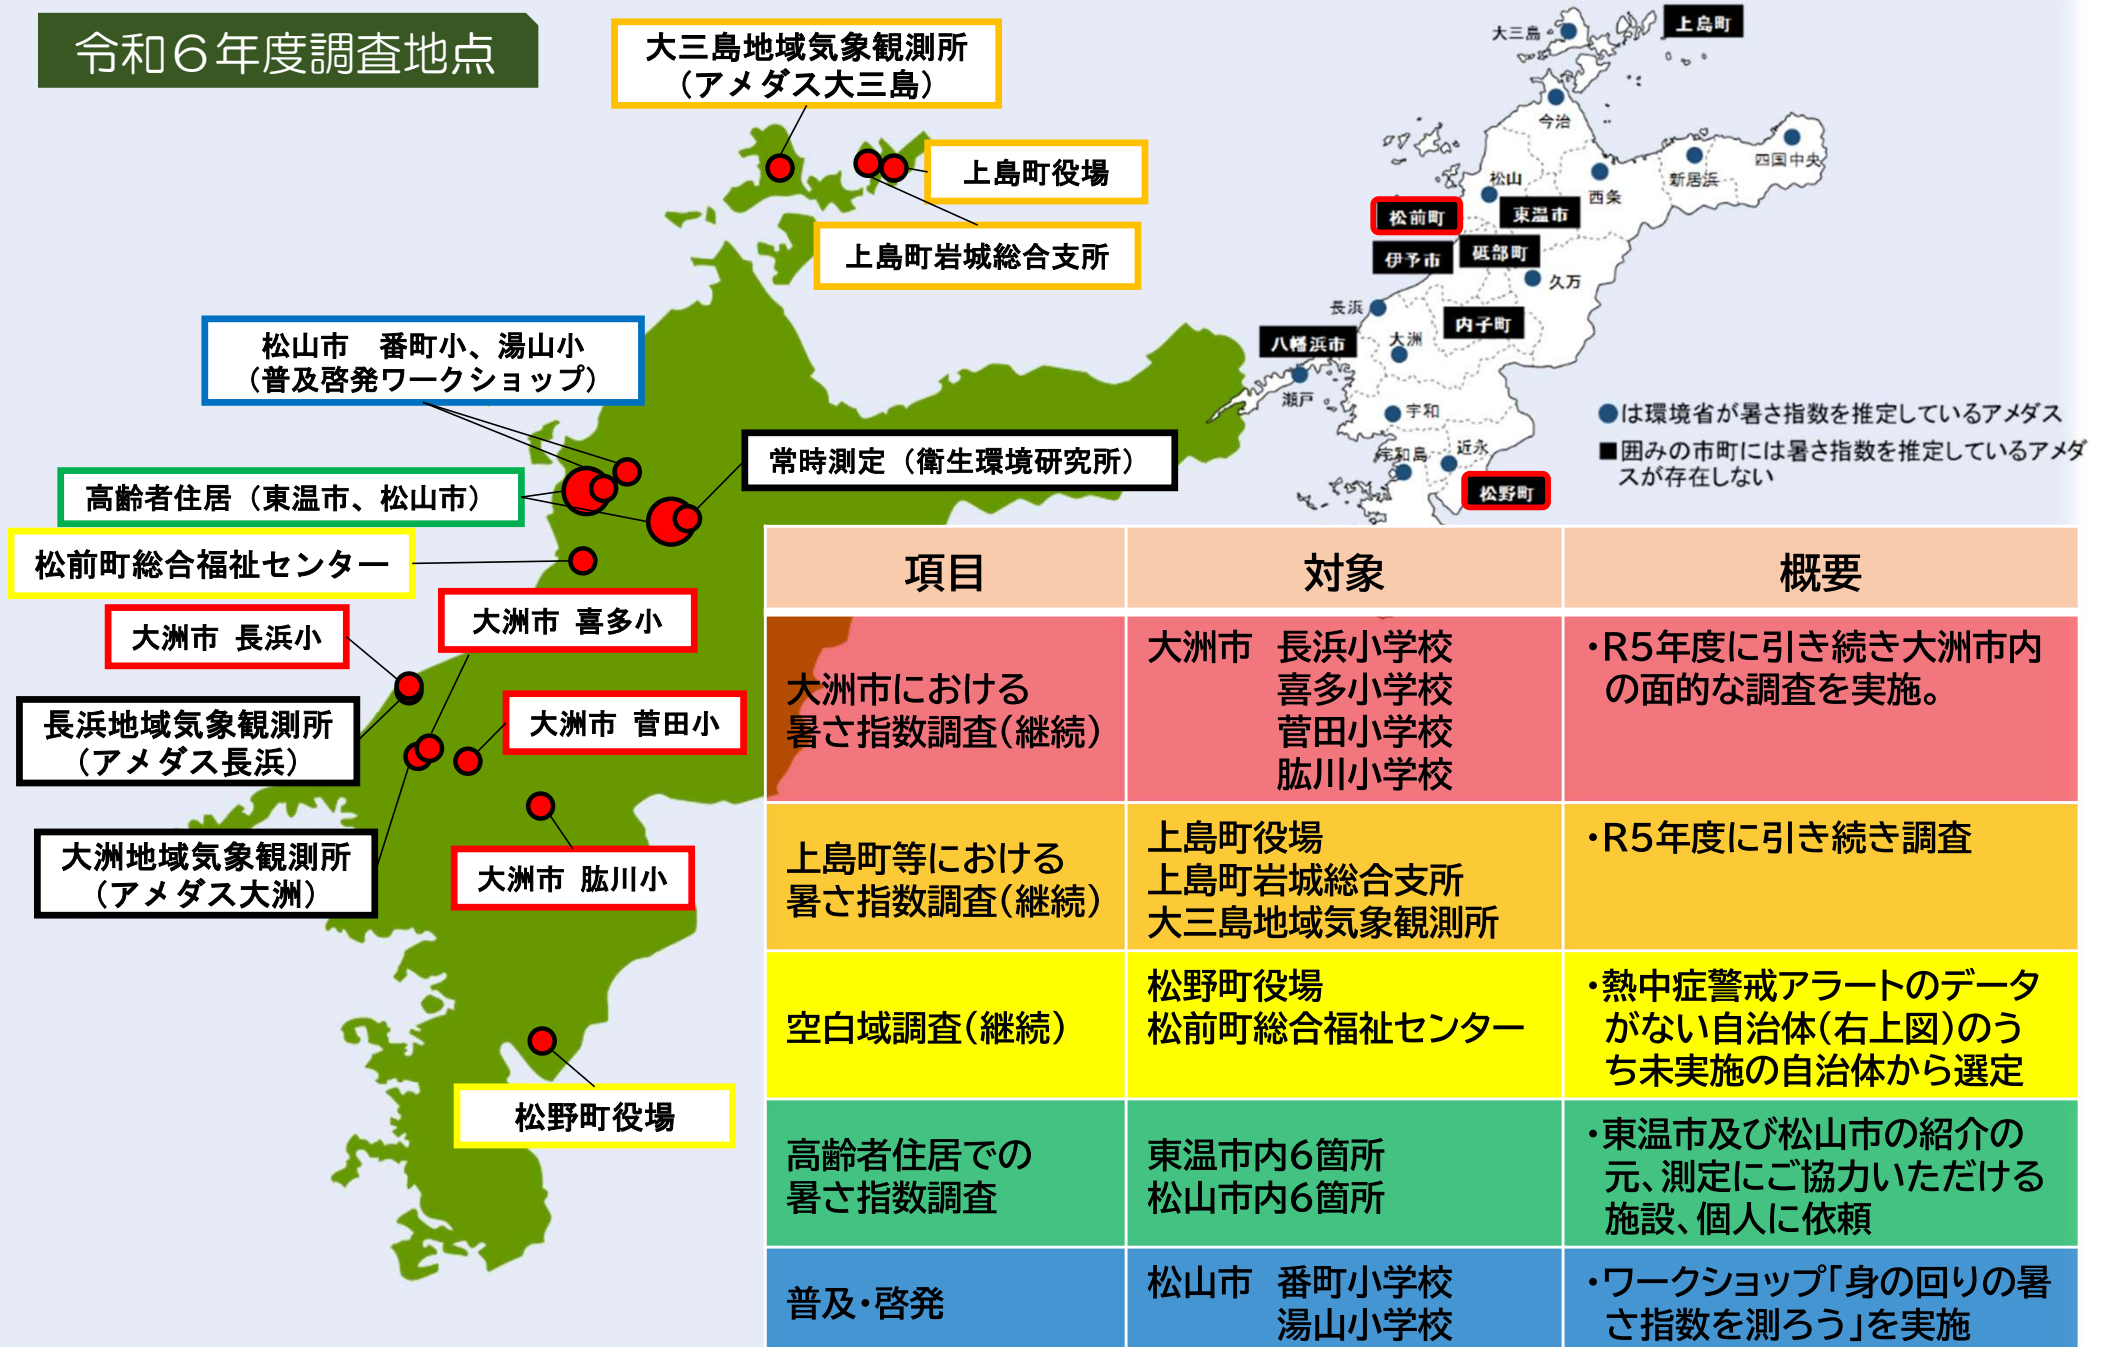 令和６年度調査地点
大三島地域気象観測所
（アメダス大三島）
上島町役場
上島町岩城総合支所
松山市　番町小、湯山小
（普及啓発ワークショップ）
常時測定（衛生環境研究所）
高齢者住居（東温市、松山市）
松前町総合福祉センター
大洲市 長浜小
大洲市 喜多小
長浜地域気象観測所
（アメダス長浜）
大洲市 菅田小
大洲地域気象観測所
（アメダス大洲）
大洲市 肱川小
松野町役場
大三島
上島町
今治
四国中央
新居浜
西条
松山
松前町
東温市
伊予市
砥部町
久万
長浜
内子町
八幡浜市
大洲
瀬戸
宇和
宇和島
近永
松野町
●は環境省が暑さ指数を推定しているアメダス
■囲みの市町には暑さ指数を推定しているアメダ
スが存在しない
項目
対象
概要
大洲市における
暑さ指数調査(継続)
大洲市　長浜小学校
喜多小学校
菅田小学校
肱川小学校
・R5年度に引き続き大洲市内
の面的な調査を実施。
上島町等における
暑さ指数調査(継続)
上島町役場
上島町岩城総合支所
大三島地域気象観測所
・R5年度に引き続き調査
空白域調査(継続)
松野町役場
松前町総合福祉センター
・熱中症警戒アラートのデータ
がない自治体(右上図)のう
ち未実施の自治体から選定
高齢者住居での
暑さ指数調査
東温市内６箇所
松山市内６箇所
・東温市及び松山市の紹介の
元、測定にご協力いただける
施設、個人に依頼
普及・啓発
松山市　番町小学校
湯山小学校
・ワークショップ「身の回りの暑
さ指数を測ろう」を実施